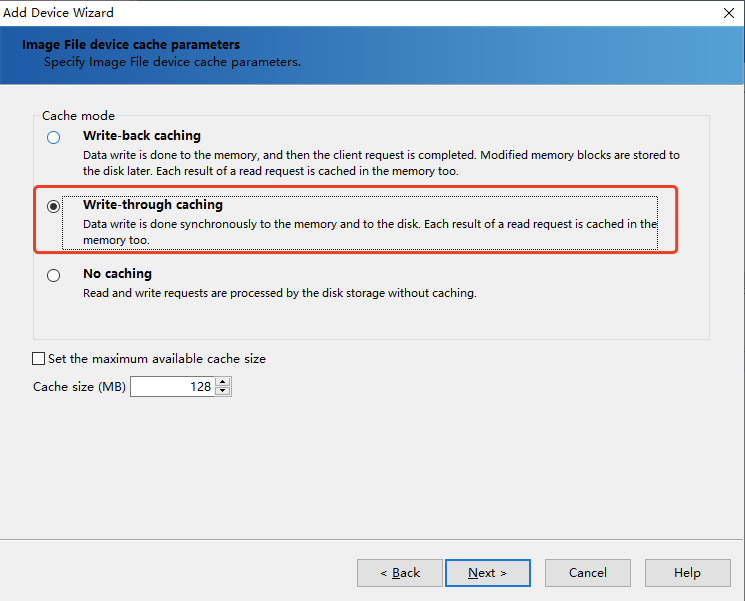 Add Device Wizard
Image File device cache parameters
Specify Image File device cache parameters.
Cache mode
Write-back caching
Data write is done to the memory, and then the client request is completed. Modified memory blocks are stored to
the disk later. Each result of a read request is cached in the memory too.
Write-through caching
Data write is done synchronously to the memory and to the disk. Each result of a read request is cached in the
memory too.
No caching
Read and write requests are processed by the disk storage without caching.
Set the maximum available cache size
Cache size (MB) 128
< Back Next > Cancel Help